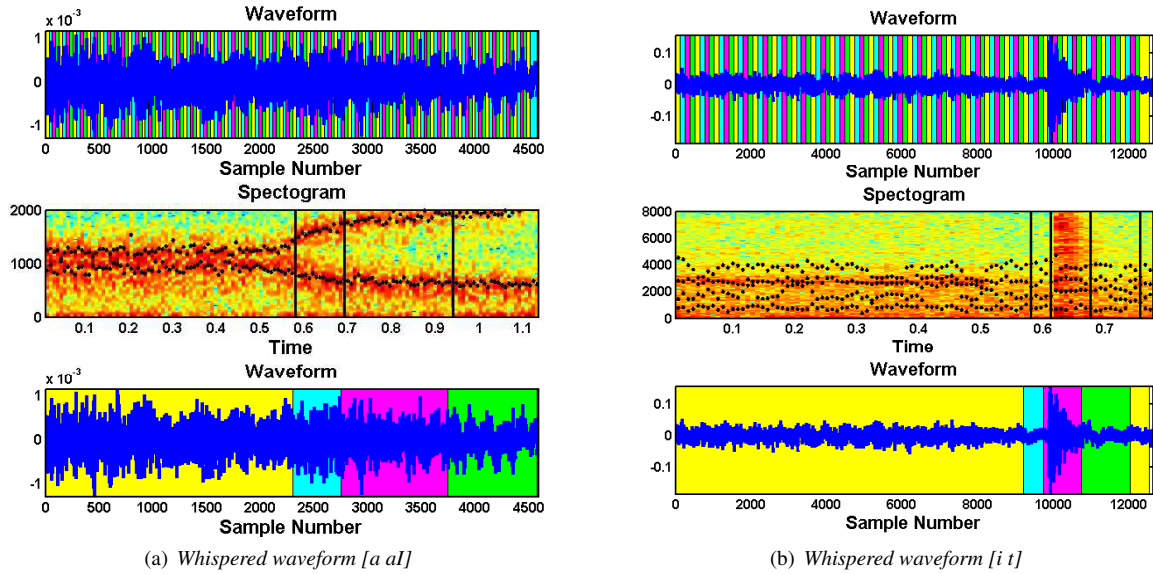 Waveform
x 10-3
1
0
-1
0 500 1000 1500 2000 2500 3000 3500 4000 4500
Sample Number
Spectogram
2000
1000
0
0.1 0.2 0.3 0.4 0.5 0.6 0.7 0.8 0.9 1 1.1
Time
Waveform
x 10-3
1
0
-1
0 500 1000 1500 2000 2500 3000 3500 4000 4500
Sample Number
(a) Whispered waveform [a aI]
Waveform
0.1
0
-0.1
0 2000 4000 6000 8000 10000 12000
Sample Number
Spectogram
8000
6000
4000
2000
0
0.1 0.2 0.3 0.4 0.5 0.6 0.7
Time
Waveform
0.1
0
-0.1
0 2000 4000 6000 8000 10000 12000
Sample Number
(b) Whispered waveform [i t]